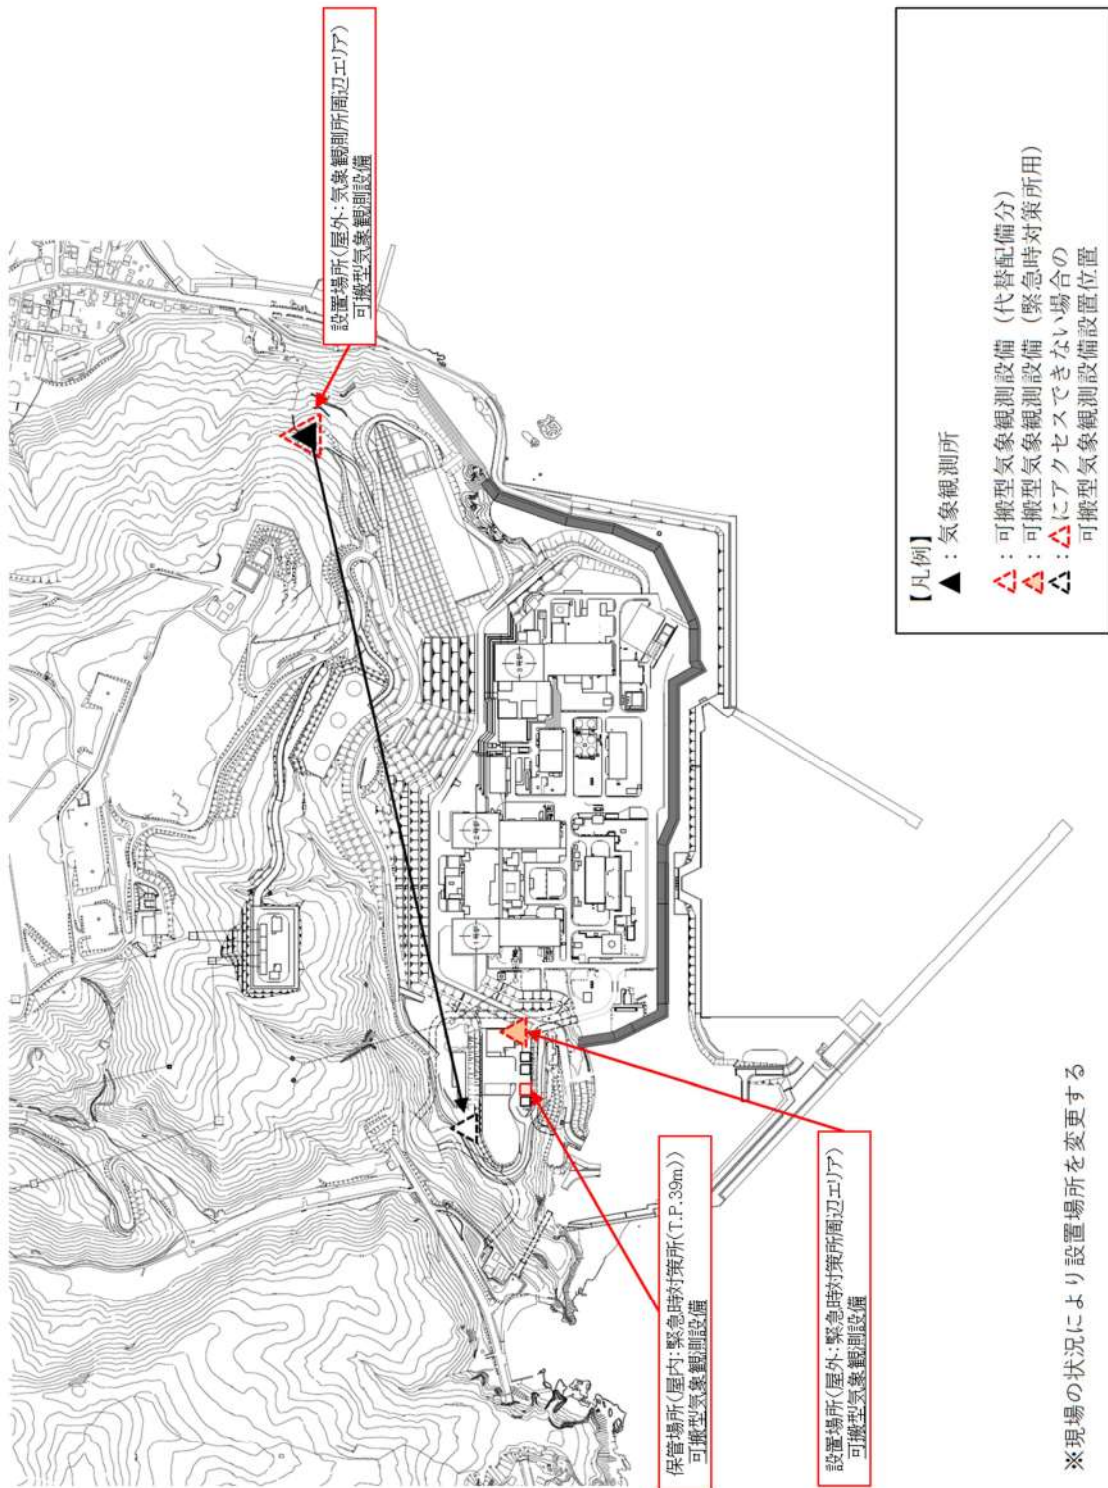 設置場所(屋外:気象観測所周辺エリア)
可搬型気象観測設備
保管場所(屋内:緊急時対策所(T.P.39m))
可搬型気象観測設備
設置場所(屋外:緊急時対策所周辺エリア)
可搬型気象観測設備
【凡例】
▲:気象観測所
△:可搬型気象観測設備(代替配備分)
△:可搬型気象観測設備(緊急時対策所用)
△:△にアクセスできない場合の
可搬型気象観測設備設置位置
※現場の状況により設置場所を変更する